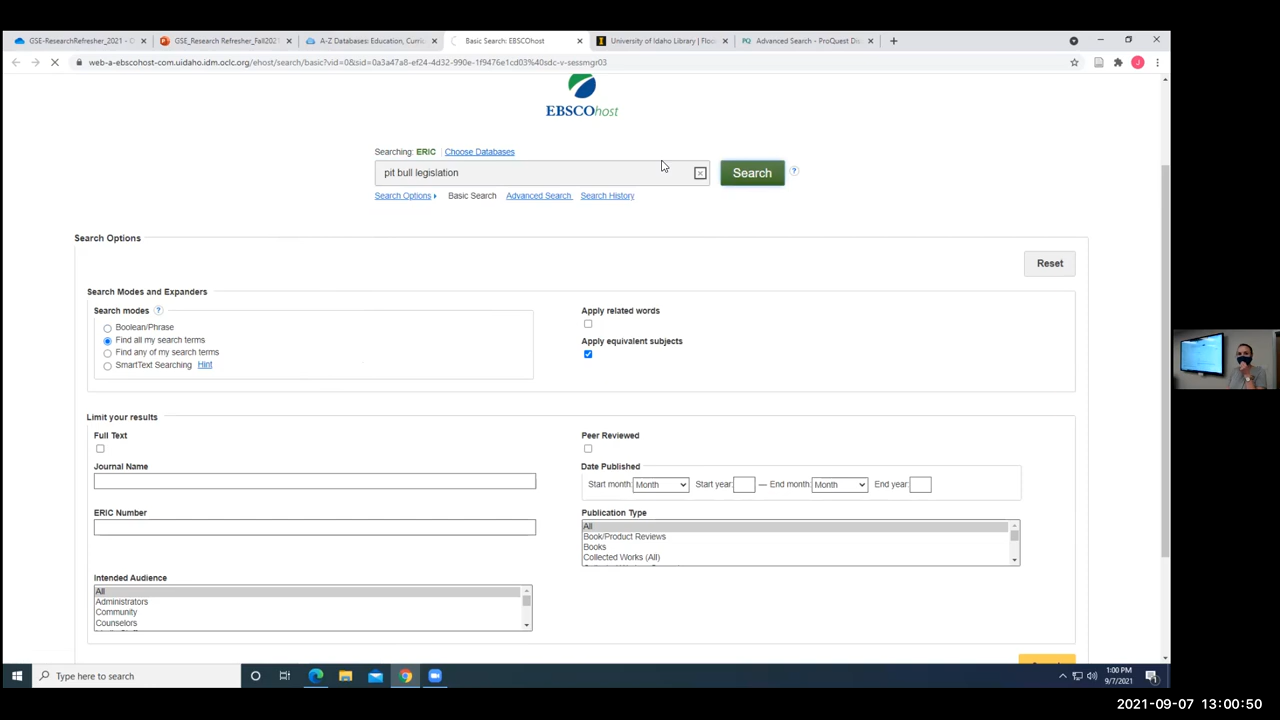 GSE-ResearchRefresher_2021 - O
GSE_Research Refresher_Fall2021
A-Z Databases: Education, Curri
Basic Search: EBSCOhost
University of Idaho Library | Floo
Advanced Search - ProQuest Dis
web-a-ebscohost-com.uidaho.idm.oclc.org/ehost/search/basic?vid=0&sid=0a3a47a8-ef24-4d32-990e-1f9476e1cd03%40sdc-v-sessmgr03
J
EBSCOhost
Searching: ERIC Choose Databases
pit bull legislation
Search
Search Options Basic Search Advanced Search Search History
Search Options
Reset
Search Modes and Expanders
Search modes
Boolean/Phrase
Find all my search terms
Find any of my search terms
SmartText Searching Hint
Apply related words
Apply equivalent subjects
Limit your results
Full Text
Peer Reviewed
Journal Name
Date Published
Start month: Month Start year: — End month: Month End year:
ERIC Number
Publication Type
All
Book/Product Reviews
Books
Collected Works (All)
Intended Audience
All
Administrators
Community
Counselors
Type here to search
1:00 PM
9/7/2021
2021-09-07 13:00:50